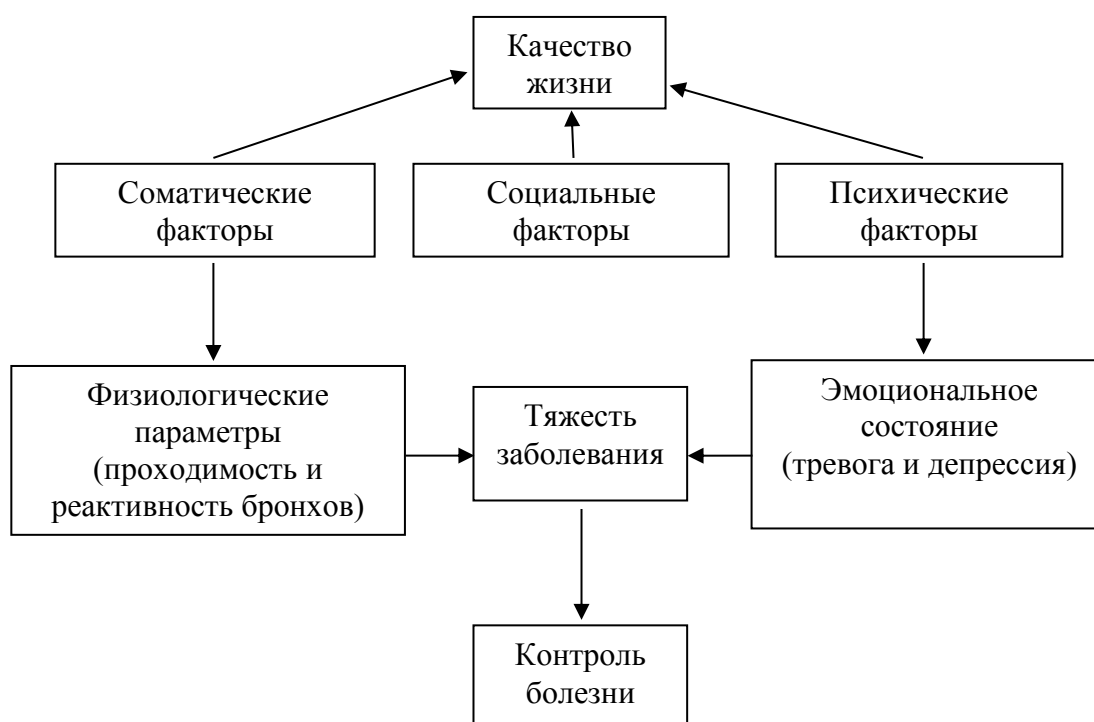 Качество
жизни
Соматические
факторы
Социальные
факторы
Психические
факторы
Физиологические
параметры
(проходимость и
реактивность бронхов)
Тяжесть
заболевания
Эмоциональное
состояние
(тревога и депрессия)
Контроль
болезни